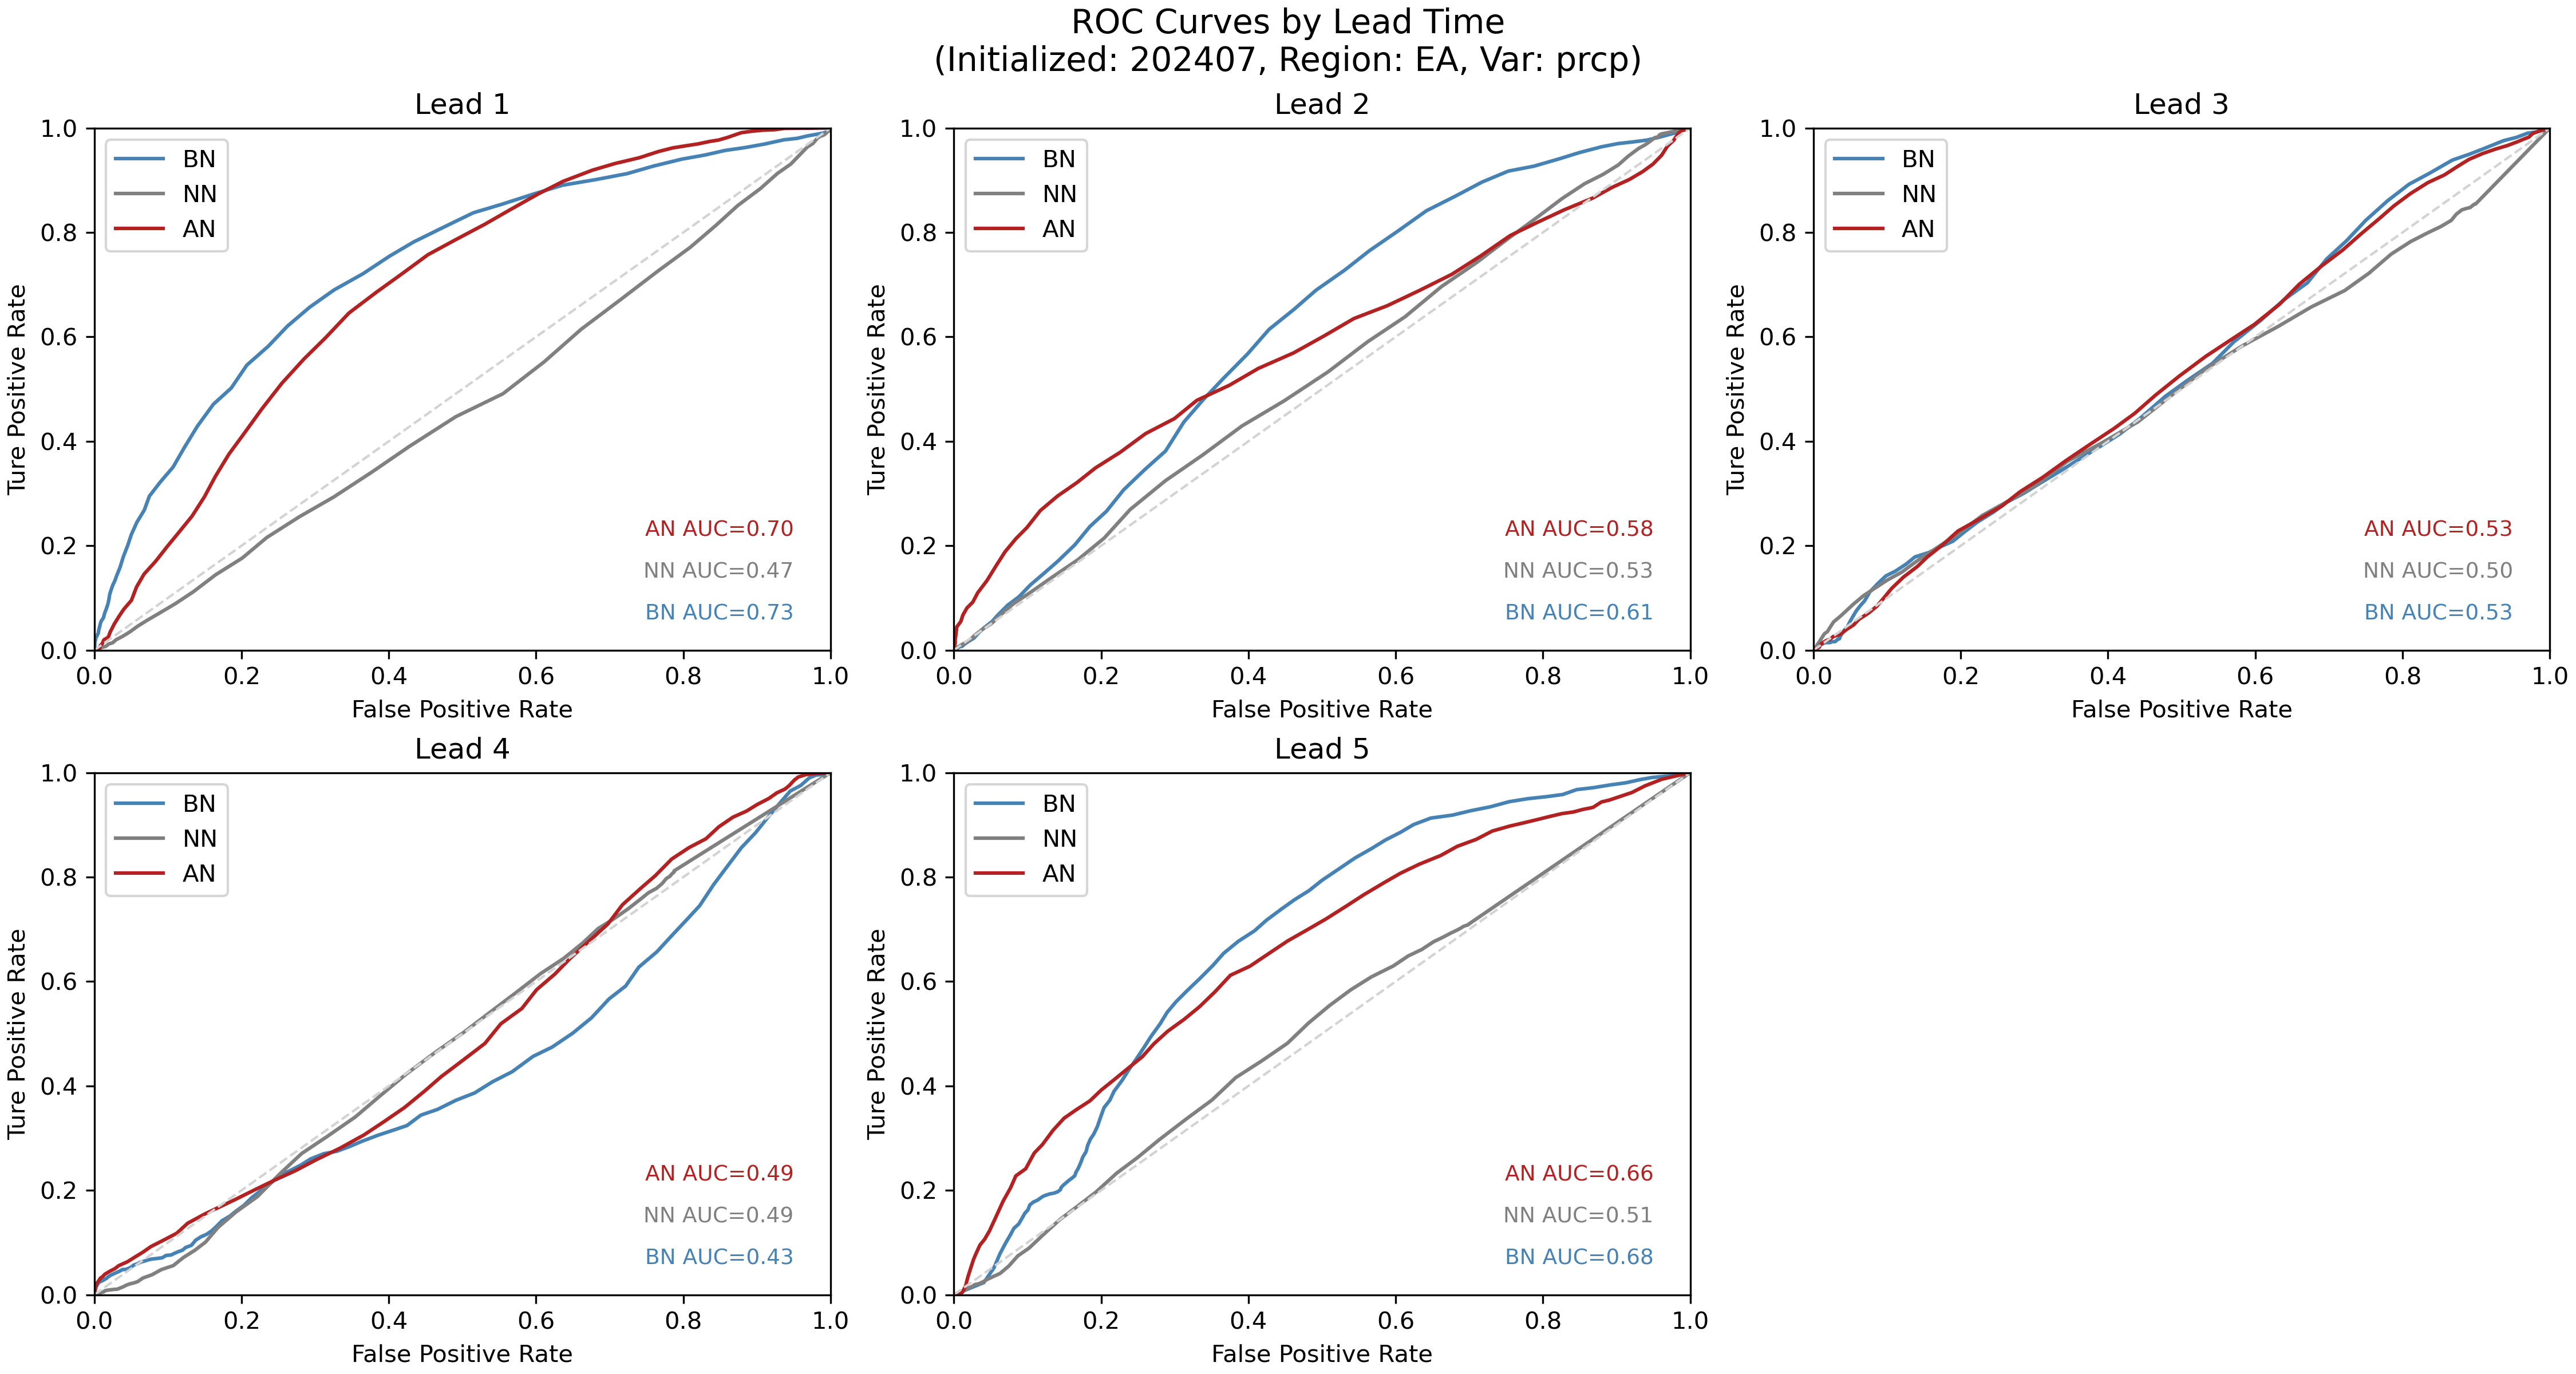 ROC Curves by Lead Time
(Initialized: 202407, Region: EA, Var: prcp)
Lead 1
1.0
0.8
0.6
0.4
0.2
0.0
Ture Positive Rate
BN
NN
AN
AN AUC=0.70
NN AUC=0.47
BN AUC=0.73
0.0 0.2 0.4 0.6 0.8 1.0
False Positive Rate
Lead 2
1.0
0.8
0.6
0.4
0.2
0.0
Ture Positive Rate
BN
NN
AN
AN AUC=0.58
NN AUC=0.53
BN AUC=0.61
0.0 0.2 0.4 0.6 0.8 1.0
False Positive Rate
Lead 3
1.0
0.8
0.6
0.4
0.2
0.0
Ture Positive Rate
BN
NN
AN
AN AUC=0.53
NN AUC=0.50
BN AUC=0.53
0.0 0.2 0.4 0.6 0.8 1.0
False Positive Rate
Lead 4
1.0
0.8
0.6
0.4
0.2
0.0
Ture Positive Rate
BN
NN
AN
AN AUC=0.49
NN AUC=0.49
BN AUC=0.43
0.0 0.2 0.4 0.6 0.8 1.0
False Positive Rate
Lead 5
1.0
0.8
0.6
0.4
0.2
0.0
Ture Positive Rate
BN
NN
AN
AN AUC=0.66
NN AUC=0.51
BN AUC=0.68
0.0 0.2 0.4 0.6 0.8 1.0
False Positive Rate